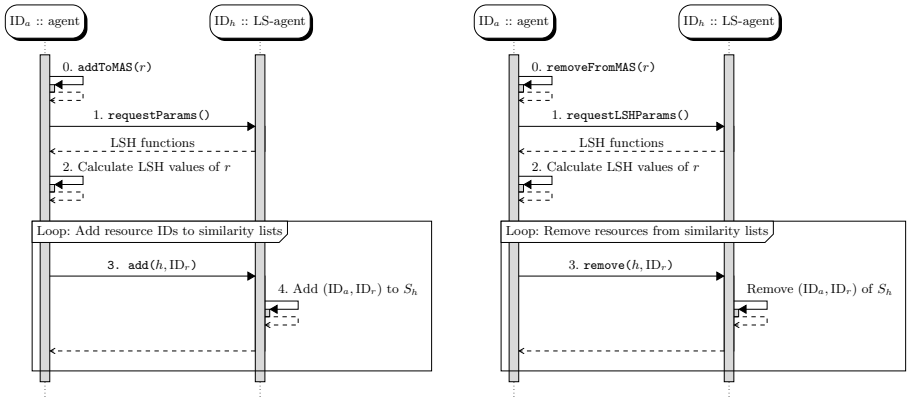 ID_a :: agent
ID_h :: LS-agent
0. addToMAS(r)
1. requestParams()
LSH functions
2. Calculate LSH values of r
Loop: Add resource IDs to similarity lists
3. add(h, ID_r)
4. Add (ID_a, ID_r) to S_h
ID_a :: agent
ID_h :: LS-agent
0. removeFromMAS(r)
1. requestLSHParams()
LSH functions
2. Calculate LSH values of r
Loop: Remove resources from similarity lists
3. remove(h, ID_r)
Remove (ID_a, ID_r) of S_h